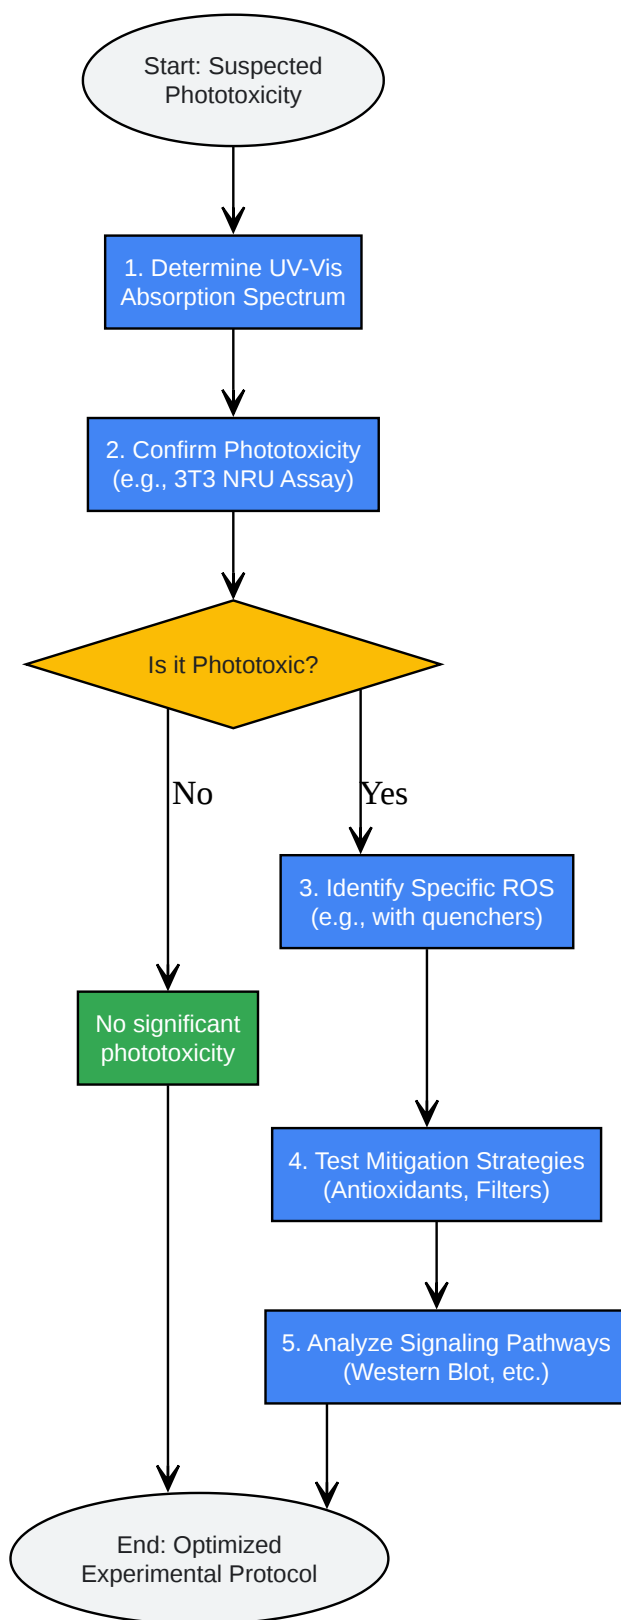 Start: Suspected
Phototoxicity
1. Determine UV-Vis
Absorption Spectrum
2. Confirm Phototoxicity
(e.g., 3T3 NRU Assay)
Is it Phototoxic?
No
Yes
3. Identify Specific ROS
(e.g., with quenchers)
No significant
phototoxicity
4. Test Mitigation Strategies
(Antioxidants, Filters)
5. Analyze Signaling Pathways
(Western Blot, etc.)
End: Optimized
Experimental Protocol